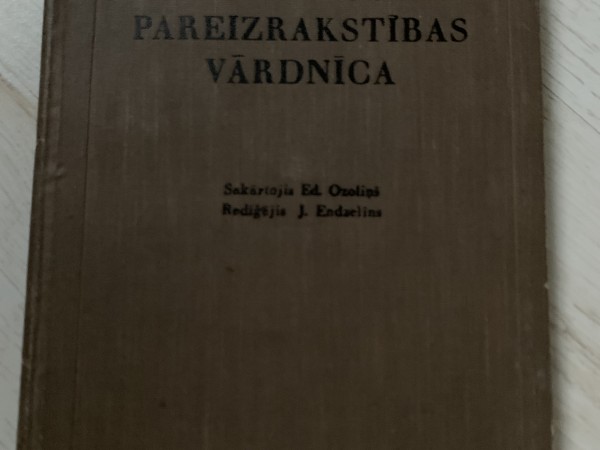 PAREIZRAKSTĪBAS
VĀRDNĪCA
Sakārtojis Ed. Ozoliņš
Rediģējis J. Endzelīns